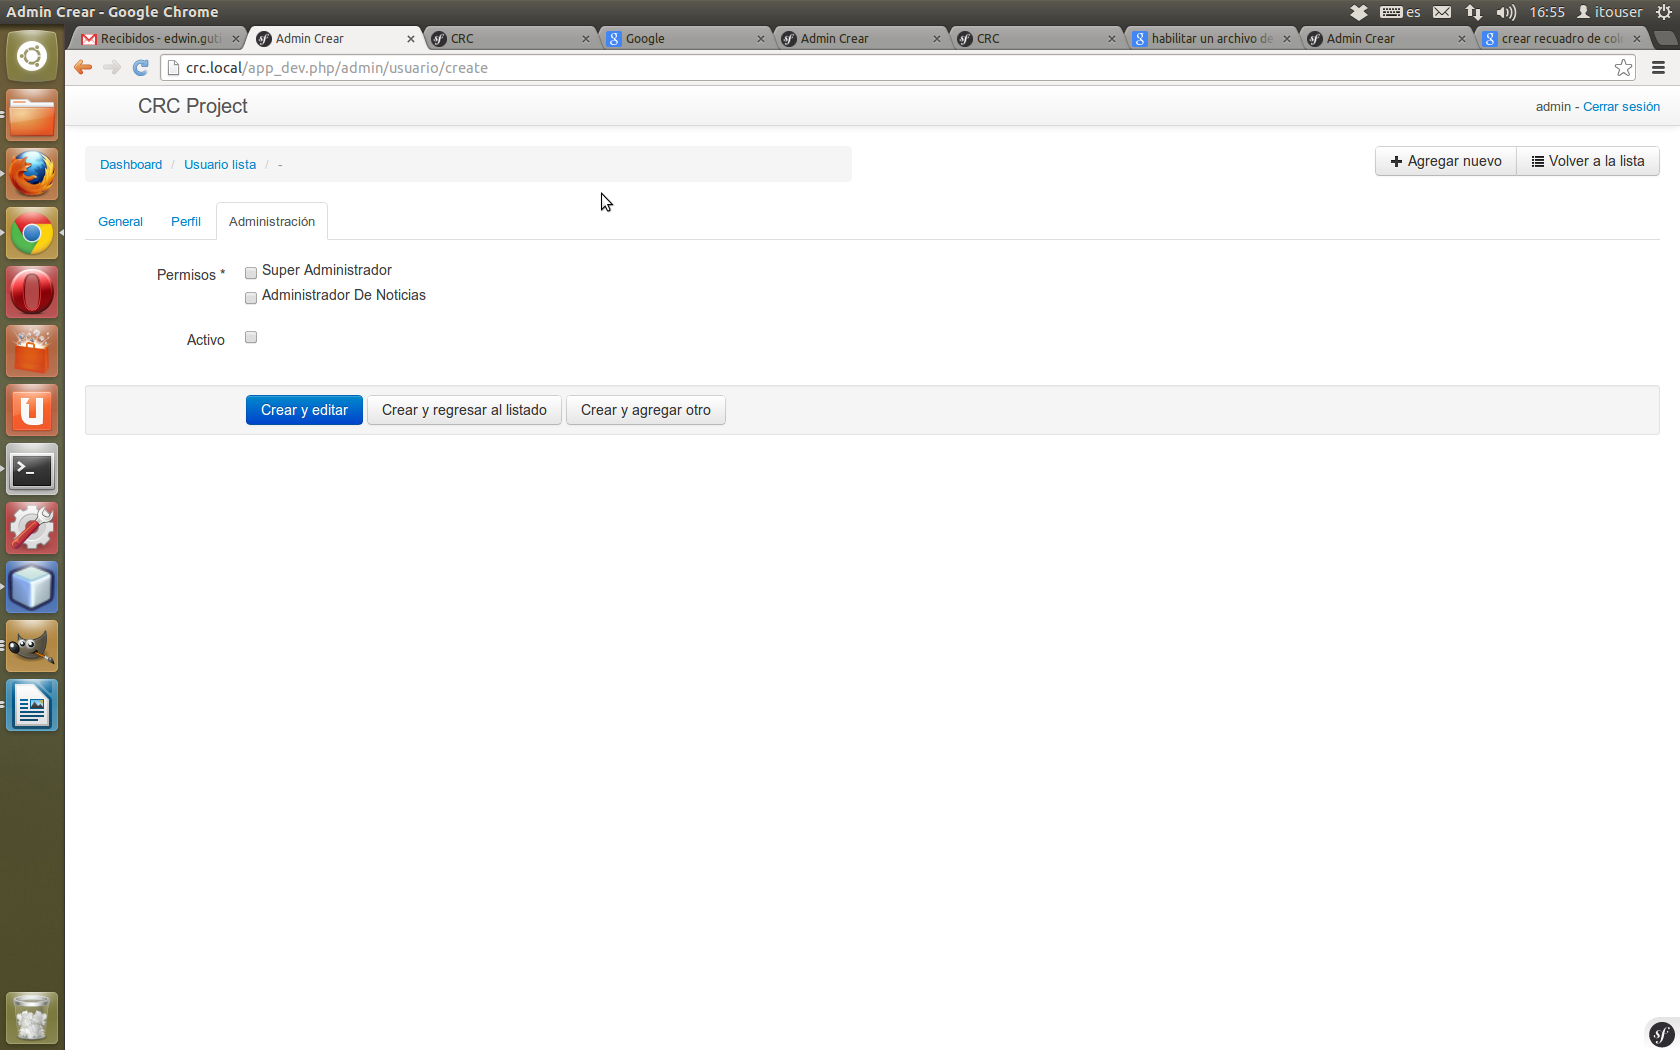 Admin Crear - Google Chrome
es
16:55
itouser
Recibidos - edwin.guti
Admin Crear
CRC
Google
Admin Crear
CRC
habilitar un archivo de
Admin Crear
crear recuadro de colo
crc.local/app_dev.php/admin/usuario/create
CRC Project
admin - Cerrar sesión
Dashboard / Usuario lista / -
Agregar nuevo
Volver a la lista
General
Perfil
Administración
Permisos *
Super Administrador
Administrador De Noticias
Activo
Crear y editar
Crear y regresar al listado
Crear y agregar otro
sf